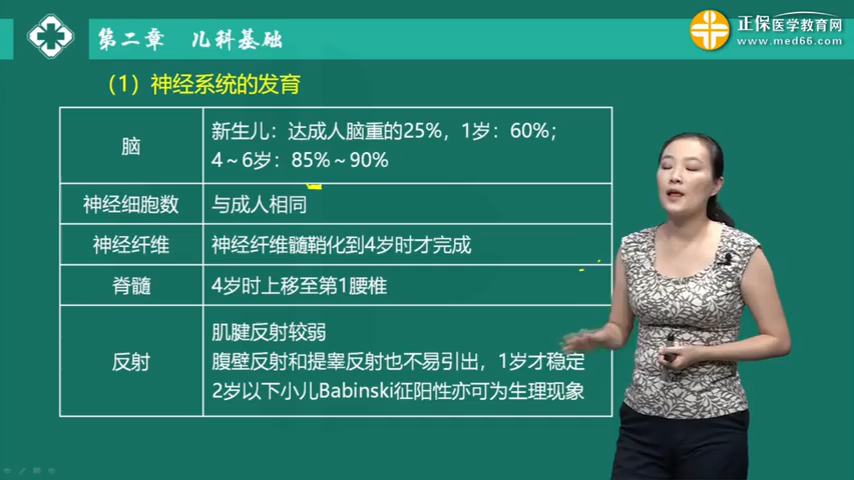 第二章 儿科基础
正保医学教育网
www.med66.com
（1）神经系统的发育
脑
新生儿：达成人脑重的25%，1岁：60%；
4～6岁：85%～90%
神经细胞数
与成人相同
神经纤维
神经纤维髓鞘化到4岁时才完成
脊髓
4岁时上移至第1腰椎
反射
肌腱反射较弱
腹壁反射和提睾反射也不易引出，1岁才稳定
2岁以下小儿Babinski征阳性亦可为生理现象